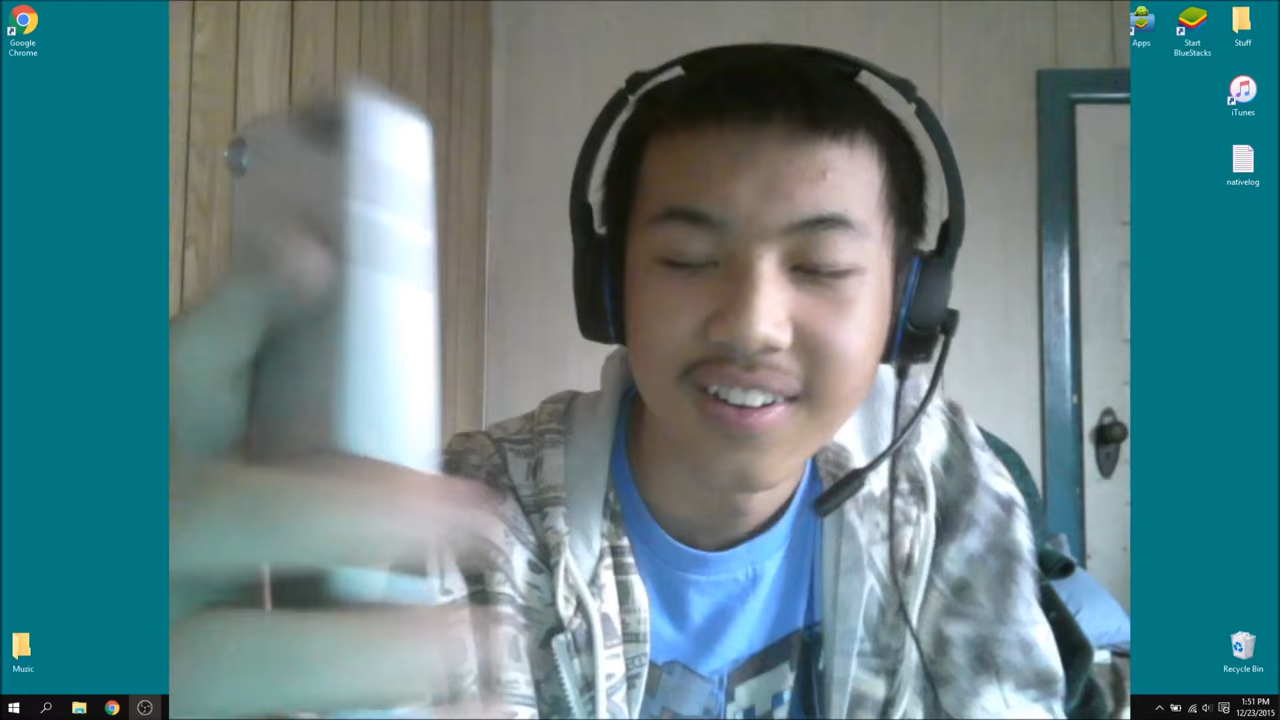 Google
Chrome
Apps
Start
BlueStacks
Stuff
iTunes
nativelog
Muzic
Recycle Bin
1:51 PM
12/23/2015